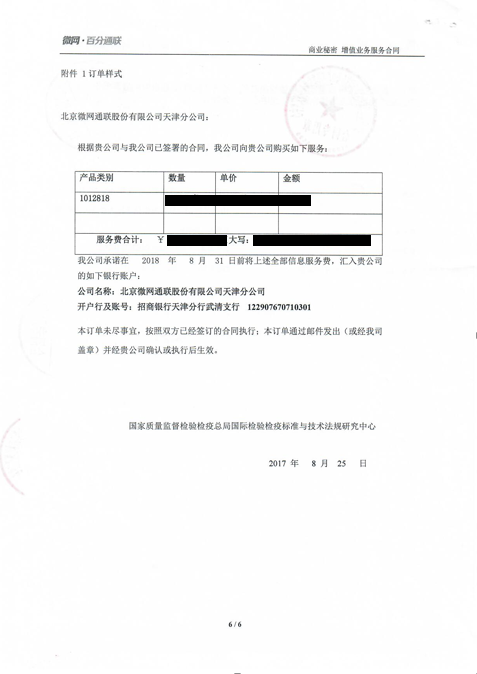 微网·百分通联
商业秘密 增值业务服务合同
附件 1 订单样式
北京微网通联股份有限公司天津分公司：
根据贵公司与我公司已签署的合同，我公司向贵公司购买如下服务：
产品类别 数量 单价 金额
1012818
服务费合计： ￥ 大写：
我公司承诺在 2018 年 8 月 31 日前将上述全部信息服务费，汇入贵公司
的如下银行账户：
公司名称：北京微网通联股份有限公司天津分公司
开户行及账号：招商银行天津分行武清支行 122907670710301
本订单未尽事宜，按照双方已经签订的合同执行；本订单通过邮件发出（或经我司
盖章）并经贵公司确认或执行后生效。
国家质量监督检验检疫总局国际检验检疫标准与技术法规研究中心
2017 年 8 月 25 日
6 / 6